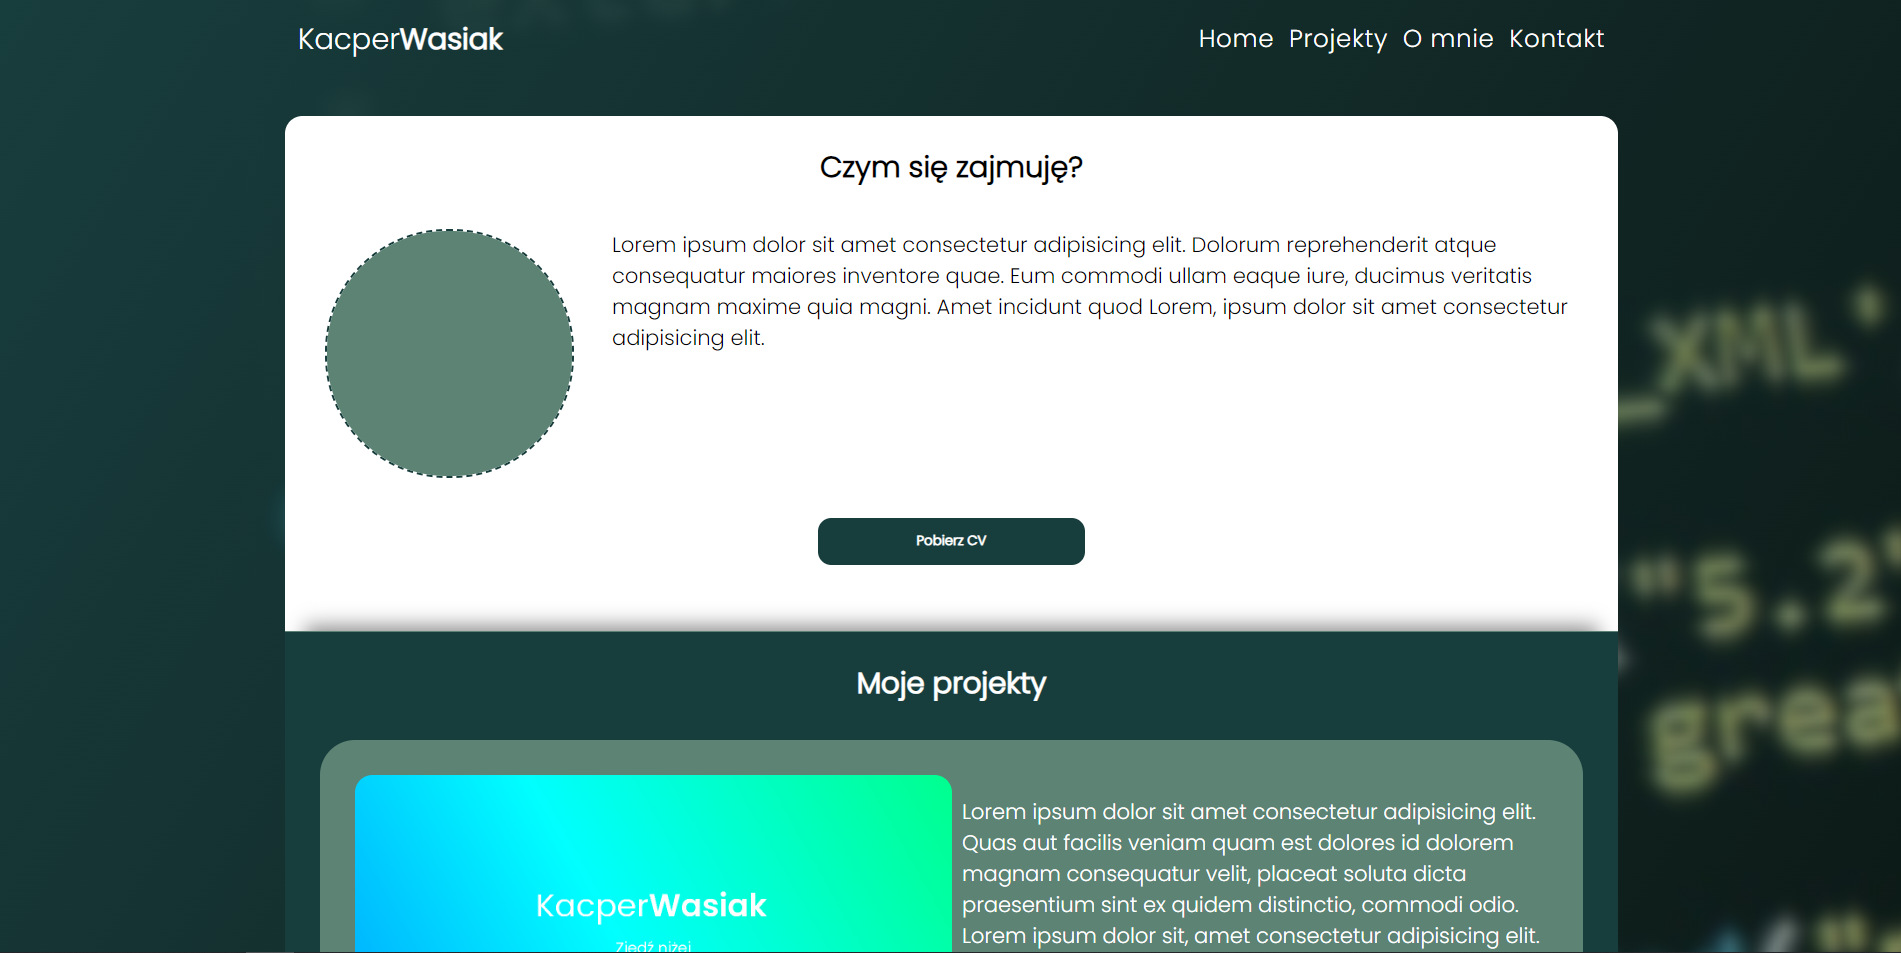 KacperWasiak
Home Projekty O mnie Kontakt
Czym się zajmuję?
Lorem ipsum dolor sit amet consectetur adipisicing elit. Dolorum reprehenderit atque
consequatur maiores inventore quae. Eum commodi ullam eaque iure, ducimus veritatis
magnam maxime quia magni. Amet incidunt quod Lorem, ipsum dolor sit amet consectetur
adipisicing elit.
_XML'
"5.2"
grea
Pobierz CV
Moje projekty
KacperWasiak
Zjedź niżej
Lorem ipsum dolor sit amet consectetur adipisicing elit.
Quas aut facilis veniam quam est dolores id dolorem
magnam consequatur velit, placeat soluta dicta
praesentium sint ex quidem distinctio, commodi odio.
Lorem ipsum dolor sit, amet consectetur adipisicing elit.